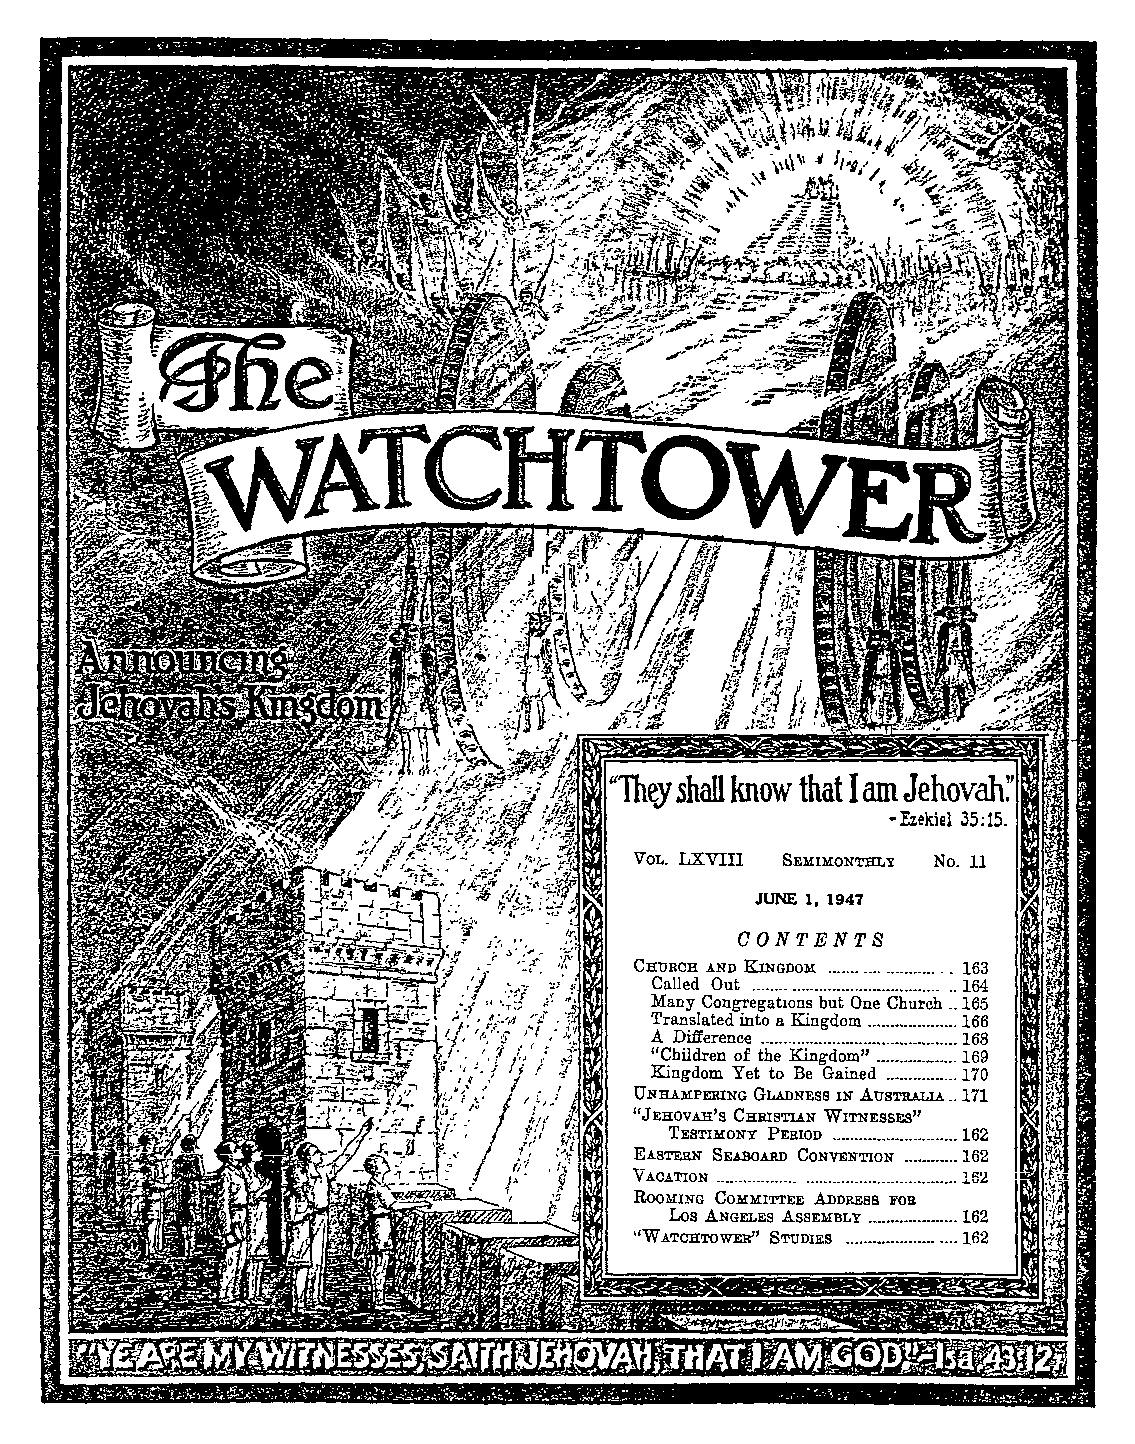 The
WATCHTOWER
Announcing
Jehovah's Kingdom
"They shall know that I am Jehovah."
-Ezekiel 35:15.
VOL. LXVIII SEMIMONTHLY No. 11
JUNE 1, 1947
CONTENTS
CHURCH AND KINGDOM ........................ 163
Called Out ........................ 164
Many Congregations but One Church .. 165
Translated into a Kingdom ................... 166
A Difference ........................ 168
"Children of the Kingdom" ................. 169
Kingdom Yet to Be Gained ............... 170
UNHAMPERING GLADNESS IN AUSTRALIA .. 171
"JEHOVAH'S CHRISTIAN WITNESSES"
TESTIMONY PERIOD ........................ 162
EASTERN SEABOARD CONVENTION ............ 162
VACATION ........................ 162
ROOMING COMMITTEE ADDRESS FOR
LOS ANGELES ASSEMBLY ................... 162
"WATCHTOWER" STUDIES ........................ 162
"YE ARE MY WITNESSES, SAITH JEHOVAH, THAT I AM GOD."-Isa. 43:12